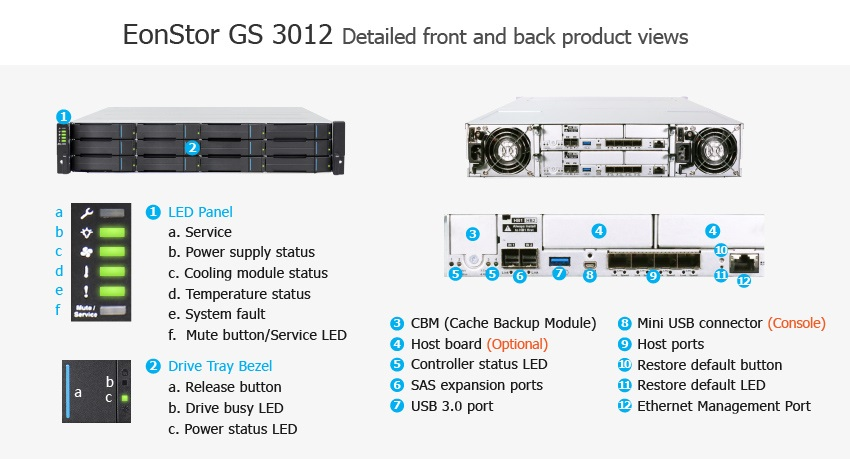 EonStor GS 3012 Detailed front and back product views
1
2
a
b
c
d
e
f
Mute /
Service
1 LED Panel
a. Service
b. Power supply status
c. Cooling module status
d. Temperature status
e. System fault
f. Mute button/Service LED
a
b
c
2 Drive Tray Bezel
a. Release button
b. Drive busy LED
c. Power status LED
3
4
4
5
5
6
7
8
9
10
11
12
3 CBM (Cache Backup Module)
4 Host board (Optional)
5 Controller status LED
6 SAS expansion ports
7 USB 3.0 port
8 Mini USB connector (Console)
9 Host ports
10 Restore default button
11 Restore default LED
12 Ethernet Management Port